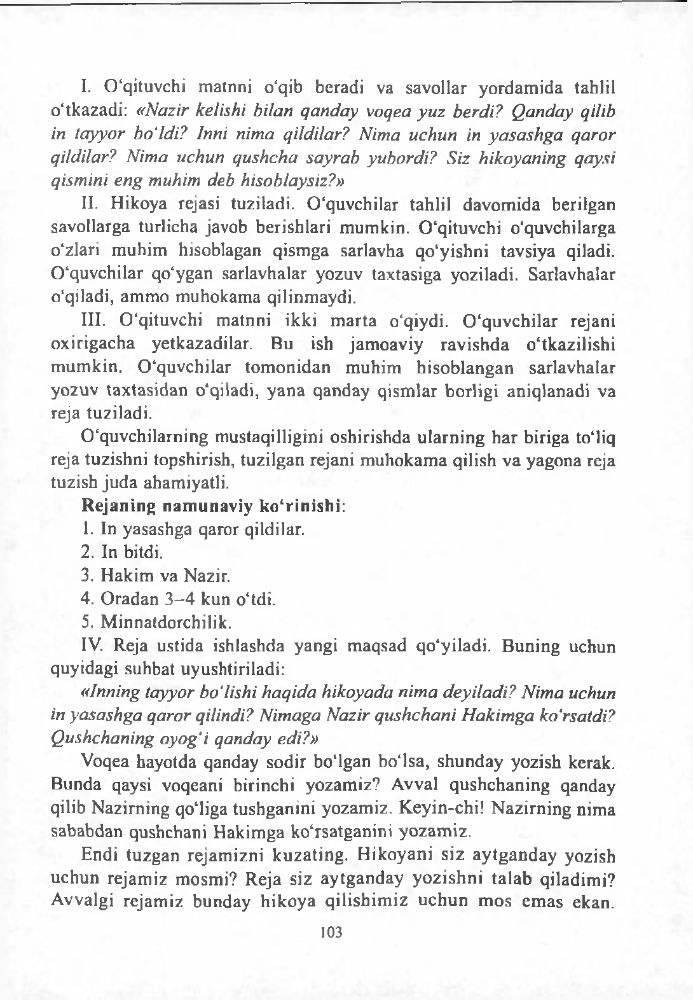 I. O‘qituvchi matnni o‘qib beradi va savollar yordamida tahlil
o‘tkazadi: «Nazir kelishi bilan qanday voqea yuz berdi? Qanday qilib
in tayyor bo‘ldi? Inni nima qildilar? Nima uchun in yasashga qaror
qildilar? Nima uchun qushcha sayrab yubordi? Siz hikoyaning qaysi
qismini eng muhim deb hisoblaysiz?»
II. Hikoya rejasi tuziladi. O‘quvchilar tahlil davomida berilgan
savollarga turlicha javob berishlari mumkin. O‘qituvchi o‘quvchilarga
o‘zlari muhim hisoblagan qismga sarlavha qo‘yishni tavsiya qiladi.
O‘quvchilar qo‘ygan sarlavhalar yozuv taxtasiga yoziladi. Sarlavhalar
o‘qiladi, ammo muhokama qilinmaydi.
III. O‘qituvchi matnni ikki marta o‘qiydi. O‘quvchilar rejani
oxirigacha yetkazadilar. Bu ish jamoaviy ravishda o‘tkazilishi
mumkin. O‘quvchilar tomonidan muhim hisoblangan sarlavhalar
yozuv taxtasidan o‘qiladi, yana qanday qismlar borligi aniqlanadi va
reja tuziladi.
O‘quvchilarning mustaqilligini oshirishda ularning har biriga to‘liq
reja tuzishni topshirish, tuzilgan rejani muhokama qilish va yagona reja
tuzish juda ahamiyatli.
Rejaning namunaviy ko‘rinishi:
1. In yasashga qaror qildilar.
2. In bitdi.
3. Hakim va Nazir.
4. Oradan 3–4 kun o‘tdi.
5. Minnatdorchilik.
IV. Reja ustida ishlashda yangi maqsad qo‘yiladi. Buning uchun
quyidagi suhbat uyushtiriladi:
«Inning tayyor bo‘lishi haqida hikoyada nima deyiladi? Nima uchun
in yasashga qaror qilindi? Nimaga Nazir qushchani Hakimga ko‘rsatdi?
Qushchaning oyog‘i qanday edi?»
Voqea hayotda qanday sodir bo‘lgan bo‘lsa, shunday yozish kerak.
Bunda qaysi voqeani birinchi yozamiz? Avval qushchaning qanday
qilib Nazirning qo‘liga tushganini yozamiz. Keyin-chi! Nazirning nima
sababdan qushchani Hakimga ko‘rsatganini yozamiz.
Endi tuzgan rejamizni kuzating. Hikoyani siz aytganday yozish
uchun rejamiz mosmi? Reja siz aytganday yozishni talab qiladimi?
Avvalgi rejamiz bunday hikoya qilishimiz uchun mos emas ekan.
103